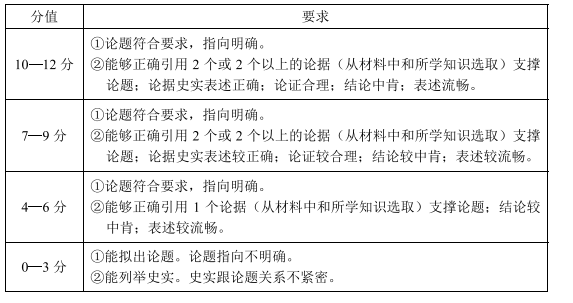 分值 要求
①论题符合要求，指向明确。
10—12 分 ②能够正确引用 2 个或 2 个以上的论据（从材料中和所学知识选取）支撑
论题；论据史实表述正确；论证合理；结论中肯；表述流畅。
①论题符合要求，指向明确。
7—9 分 ②能够正确引用 2 个或 2 个以上的论据（从材料中和所学知识选取）支撑
论题；论据史实表述较正确；论证较合理；结论较中肯；表述较流畅。
①论题符合要求，指向明确。
4—6 分 ②能够正确引用 1 个论据（从材料中和所学知识选取）支撑论题；结论较
中肯；表述较流畅。
0—3 分 ①能拟出论题。论题指向不明确。
②能列举史实。史实跟论题关系不紧密。